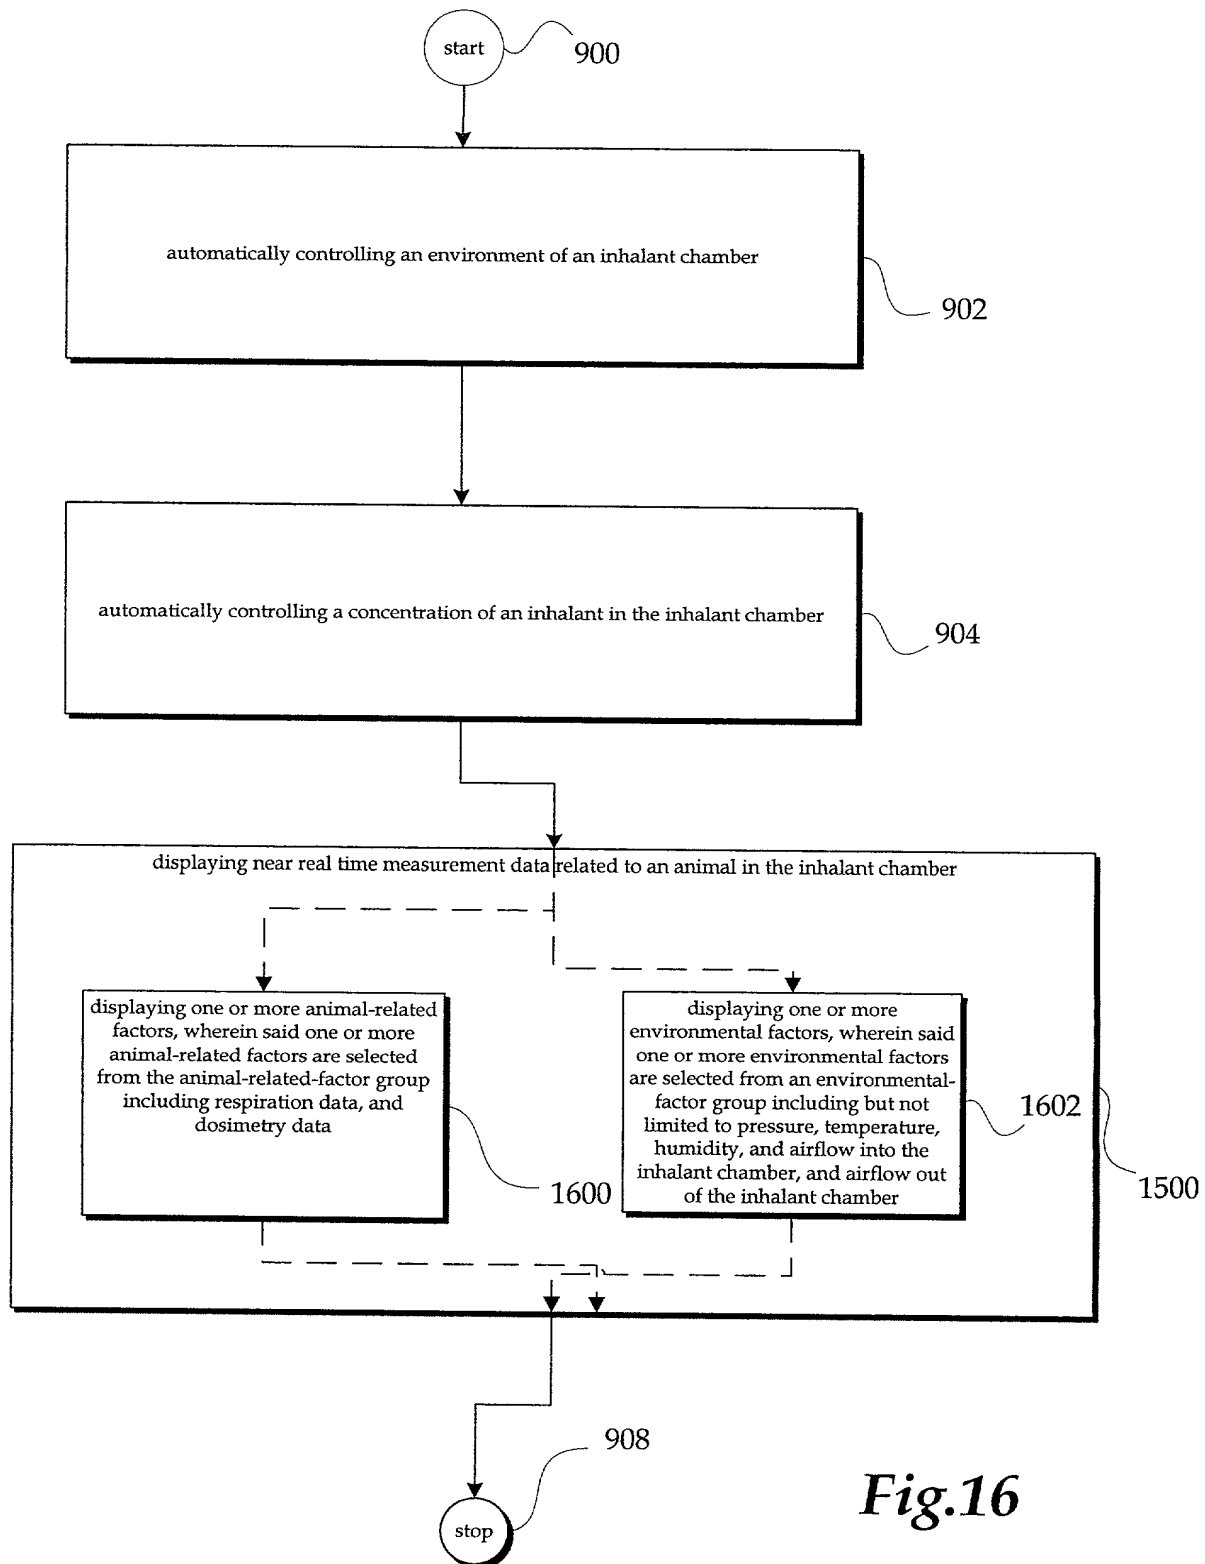 start
900
automatically controlling an environment of an inhalant chamber
902
automatically controlling a concentration of an inhalant in the inhalant chamber
904
displaying near real time measurement data related to an animal in the inhalant chamber
displaying one or more animal-related
factors, wherein said one or more
animal-related factors are selected
from the animal-related-factor group
including respiration data, and
dosimetry data
1600
displaying one or more
environmental factors, wherein said
one or more environmental factors
are selected from an environmental-
factor group including but not
limited to pressure, temperature,
humidity, and airflow into the
inhalant chamber, and airflow out
of the inhalant chamber
1602
1500
908
stop
Fig.16